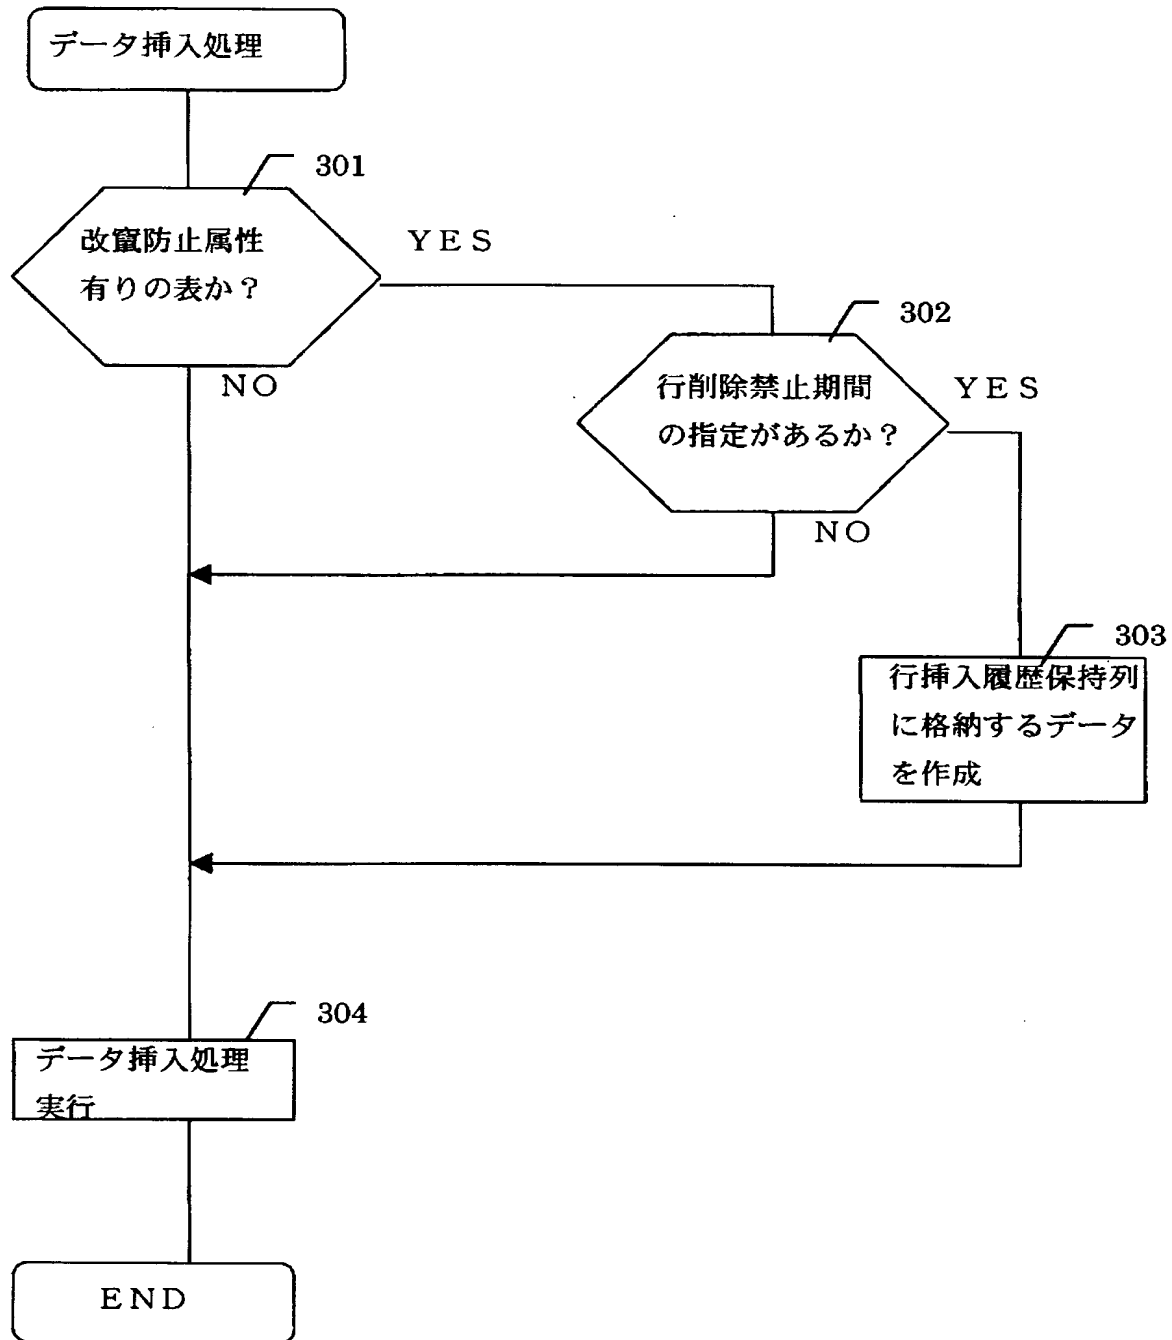 データ挿入処理
301
改竄防止属性
有りの表か？
YES
NO
302
行削除禁止期間
の指定があるか？
YES
NO
303
行挿入履歴保持列
に格納するデータ
を作成
304
データ挿入処理
実行
END